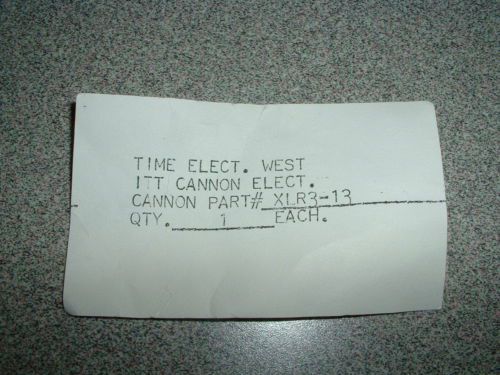 TIME ELECT. WEST
ITT CANNON ELECT.
CANNON PART# XLR3-13
QTY. 1 EACH.